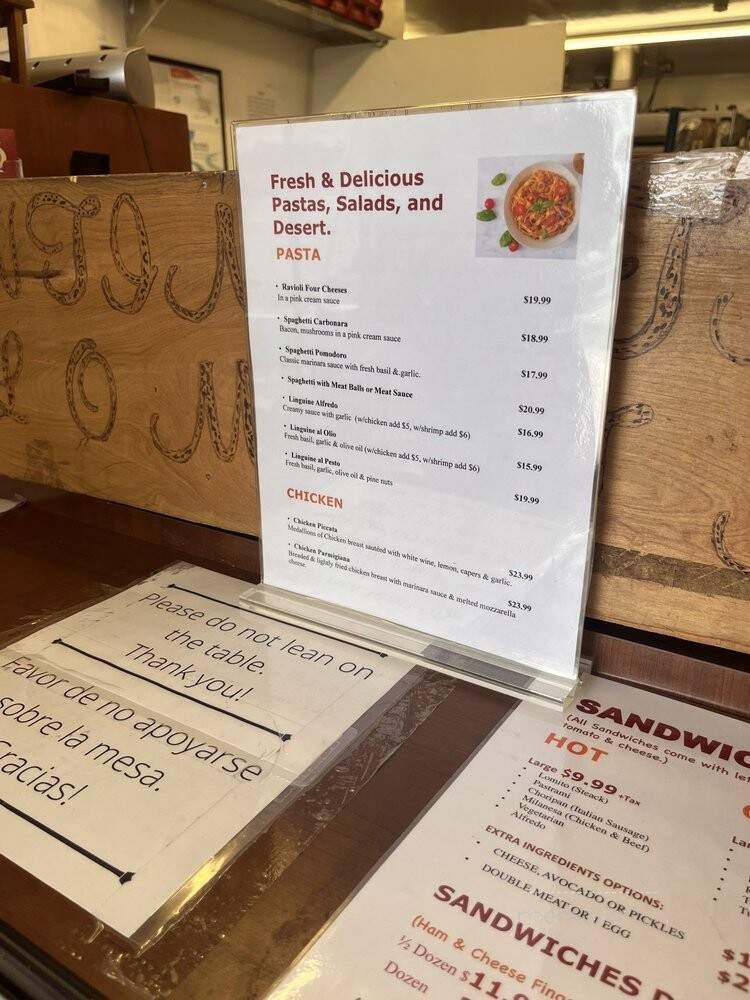 Fresh & Delicious
Pastas, Salads, and
Desert.
PASTA
• Ravioli Four Cheeses
In a pink cream sauce $19.99
• Spaghetti Carbonara
Bacon, mushrooms in a pink cream sauce $18.99
• Spaghetti Pomodoro
Classic marinara sauce with fresh basil &.garlic. $17.99
• Spaghetti with Meat Balls or Meat Sauce
$20.99
• Linguine Alfredo
Creamy sauce with garlic (w/chicken add $5, w/shrimp add $6) $16.99
• Linguine al Olio
Fresh basil, garlic & olive oil (w/chicken add $5, w/shrimp add $6) $15.99
• Linguine al Pesto
Fresh basil, garlic, olive oil & pine nuts $19.99
CHICKEN
• Chicken Piccata
Medallions of Chicken breast sautéed with white wine, lemon, capers & garlic.
$23.99
• Chicken Parmigiana
Breaded & lightly fried chicken breast with marinara sauce & melted mozzarella
cheese. $23.99
Please do not lean on
the table.
Thank you!
Favor de no apoyarse
sobre la mesa.
Gracias!
SANDWIC
(All Sandwiches come with let
tomato & cheese.)
HOT
Large $9.99 +Tax
• Lomito (Steack)
• Pastrami
• Choripan (Italian Sausage)
• Milanesa (Chicken & Beef)
• Vegetarian
• Alfredo
EXTRA INGREDIENTS OPTIONS:
• CHEESE, AVOCADO OR PICKLES
• DOUBLE MEAT OR 1 EGG
SANDWICHES D
(Ham & Cheese Fing
½ Dozen $11.9
Dozen